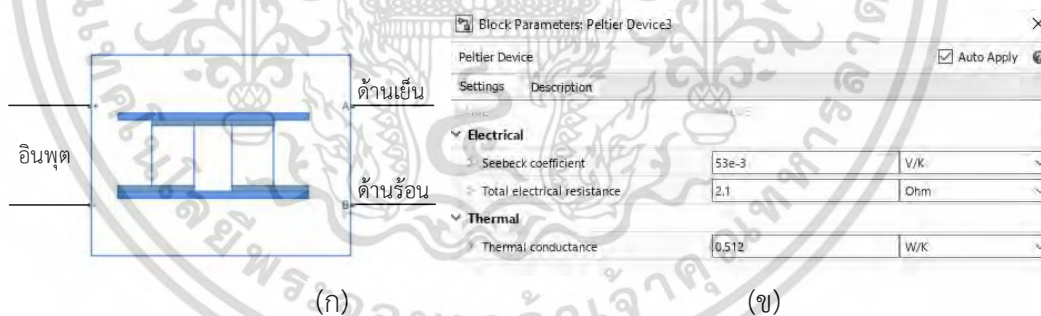 Block Parameters: Peltier Device3
Peltier Device
Auto Apply
Settings Description
Electrical
Seebeck coefficient 53e-3 V/K
Total electrical resistance 2.1 Ohm
Thermal
Thermal conductance 0.512 W/K
+ A ด้านเย็น
อินพุต
- B ด้านร้อน
(ก) (ข)